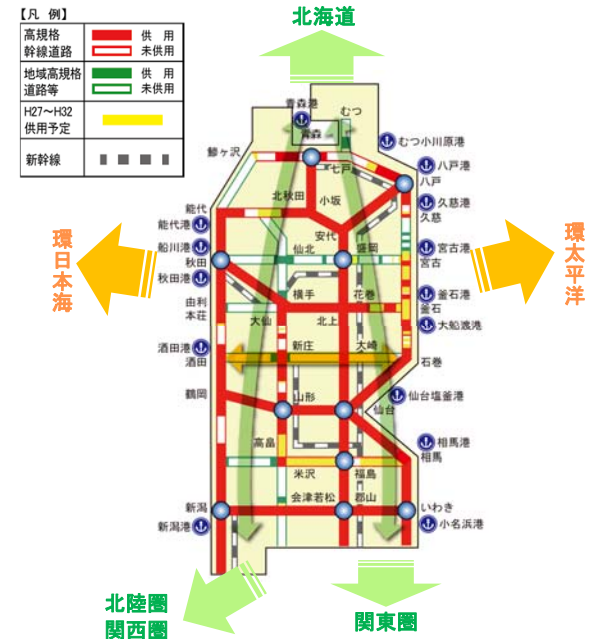 【凡 例】
高規格
幹線道路
供 用
未供用
地域高規格
道路等
供 用
未供用
H27～H32
供用予定
新幹線
北海道
青森港
むつ
青森
むつ小川原港
鰺ヶ沢
七戸
八戸港
八戸
北秋田
小坂
久慈港
久慈
能代
能代港
安代
船川港
秋田
仙北
盛岡
宮古港
宮古
環日本海
環太平洋
秋田港
横手
花巻
釜石港
釜石
由利
本荘
大仙
北上
大船渡港
酒田港
酒田
新庄
大崎
石巻
鶴岡
山形
仙台塩釜港
仙台
高畠
相馬港
相馬
米沢
福島
新潟
会津若松
郡山
いわき
新潟港
小名浜港
北陸圏
関西圏
関東圏